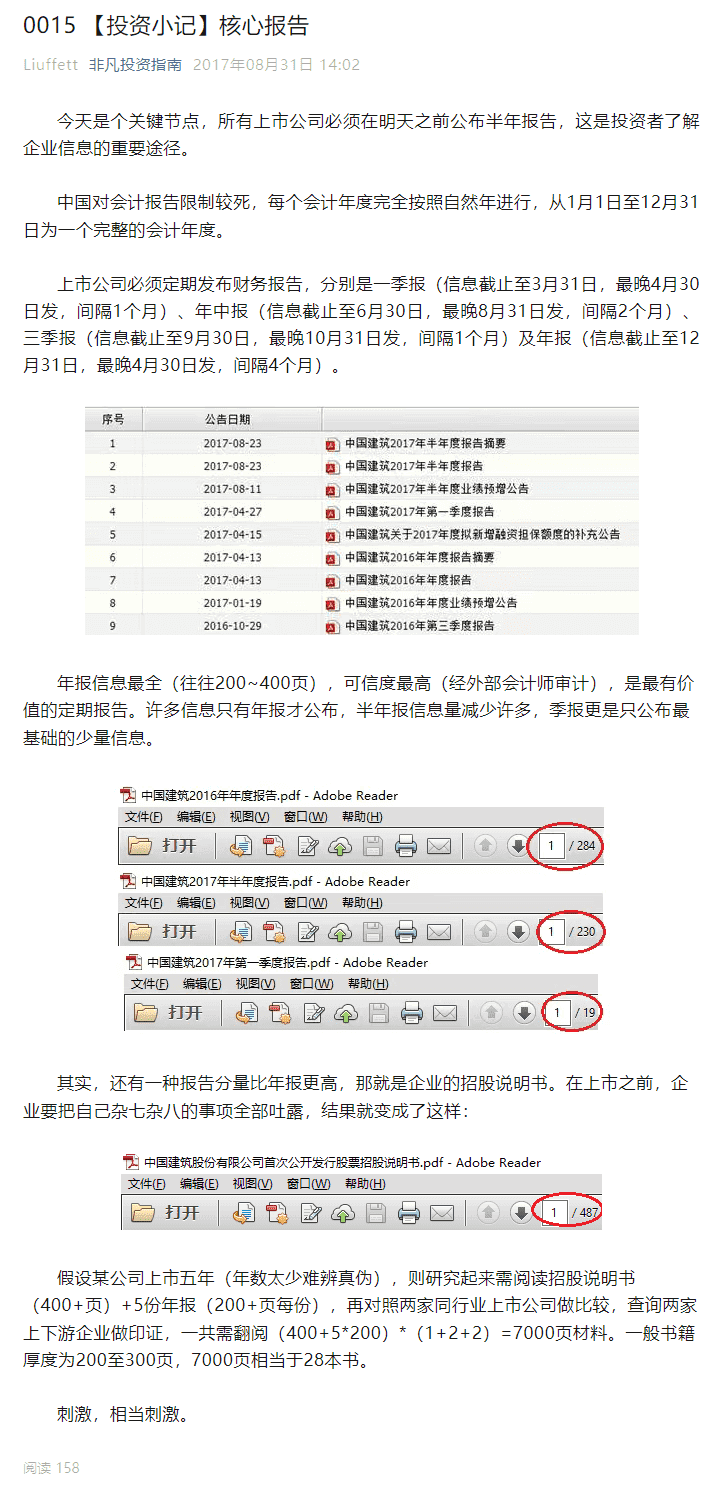 0015 【投资小记】核心报告
Liuffett 非凡投资指南 2017年08月31日 14:02
今天是个关键节点，所有上市公司必须在明天之前公布半年报告，这是投资者了解
企业信息的重要途径。
中国对会计报告限制较死，每个会计年度完全按照自然年进行，从1月1日至12月31
日为一个完整的会计年度。
上市公司必须定期发布财务报告，分别是一季报（信息截止至3月31日，最晚4月30
日发，间隔1个月）、年中报（信息截止至6月30日，最晚8月31日发，间隔2个月）、
三季报（信息截止至9月30日，最晚10月31日发，间隔1个月）及年报（信息截止至12
月31日，最晚4月30日发，间隔4个月）。
序号 公告日期
1 2017-08-23 中国建筑2017年半年度报告摘要
2 2017-08-23 中国建筑2017年半年度报告
3 2017-08-11 中国建筑2017年半年度业绩预增公告
4 2017-04-27 中国建筑2017年第一季度报告
5 2017-04-15 中国建筑关于2017年度拟新增融资担保额度的补充公告
6 2017-04-13 中国建筑2016年年度报告摘要
7 2017-04-13 中国建筑2016年年度报告
8 2017-01-19 中国建筑2016年年度业绩预增公告
9 2016-10-29 中国建筑2016年第三季度报告
年报信息最全（往往200~400页），可信度最高（经外部会计师审计），是最有价
值的定期报告。许多信息只有年报才公布，半年报信息量减少许多，季报更是只公布最
基础的少量信息。
中国建筑2016年年度报告.pdf - Adobe Reader
文件(F) 编辑(E) 视图(V) 窗口(W) 帮助(H)
打开 1 / 284
中国建筑2017年半年度报告.pdf - Adobe Reader
文件(F) 编辑(E) 视图(V) 窗口(W) 帮助(H)
打开 1 / 230
中国建筑2017年第一季度报告.pdf - Adobe Reader
文件(F) 编辑(E) 视图(V) 窗口(W) 帮助(H)
打开 1 / 19
其实，还有一种报告分量比年报更高，那就是企业的招股说明书。在上市之前，企
业要把自己杂七杂八的事项全部吐露，结果就变成了这样：
中国建筑股份有限公司首次公开发行股票招股说明书.pdf - Adobe Reader
文件(F) 编辑(E) 视图(V) 窗口(W) 帮助(H)
打开 1 / 487
假设某公司上市五年（年数太少难辨真伪），则研究起来需阅读招股说明书
（400+页）+5份年报（200+页每份），再对照两家同行业上市公司做比较，查询两家
上下游企业做印证，一共需翻阅（400+5*200）*（1+2+2）=7000页材料。一般书籍
厚度为200至300页，7000页相当于28本书。
刺激，相当刺激。
阅读 158